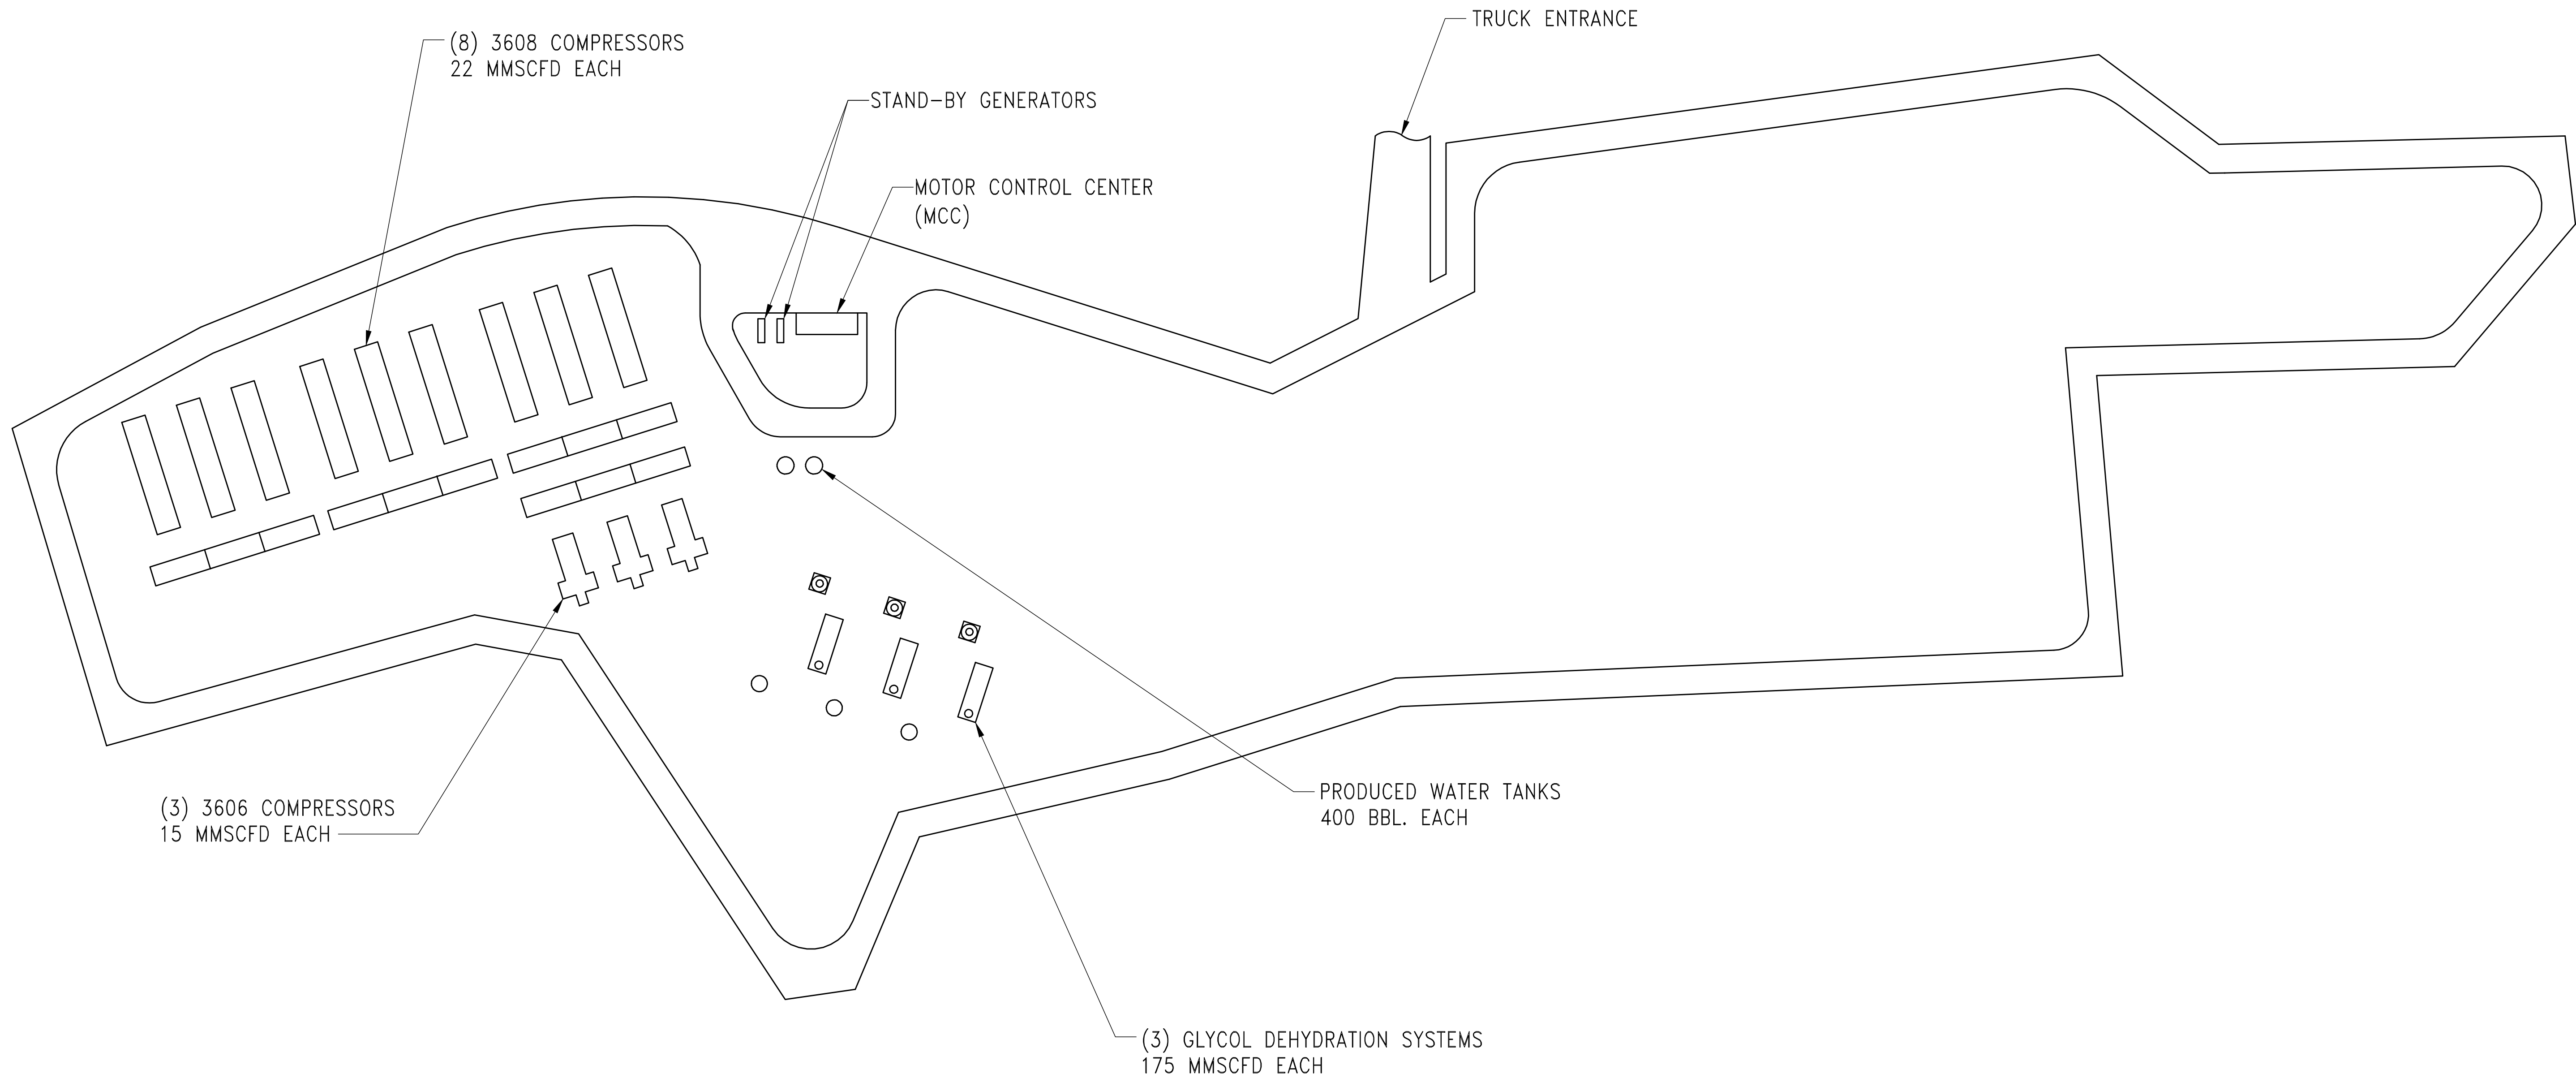 TRUCK ENTRANCE
(8) 3608 COMPRESSORS
22 MMSCFD EACH
STAND-BY GENERATORS
MOTOR CONTROL CENTER
(MCC)
PRODUCED WATER TANKS
400 BBL. EACH
(3) 3606 COMPRESSORS
15 MMSCFD EACH
(3) GLYCOL DEHYDRATION SYSTEMS
175 MMSCFD EACH